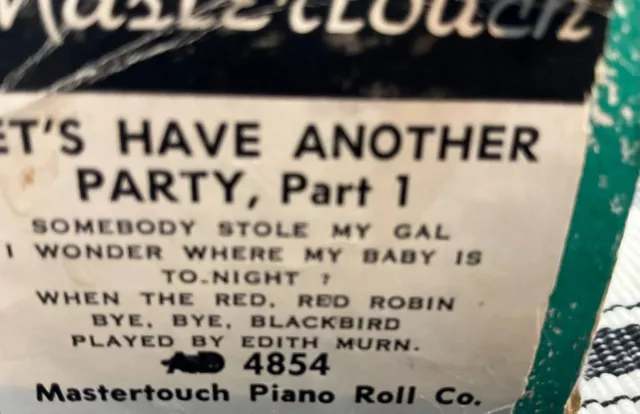 Mastertouch
ET'S HAVE ANOTHER
PARTY, Part 1
SOMEBODY STOLE MY GAL
I WONDER WHERE MY BABY IS
TO-NIGHT ?
WHEN THE RED, RED ROBIN
BYE, BYE, BLACKBIRD
PLAYED BY EDITH MURN.
AD 4854
Mastertouch Piano Roll Co.